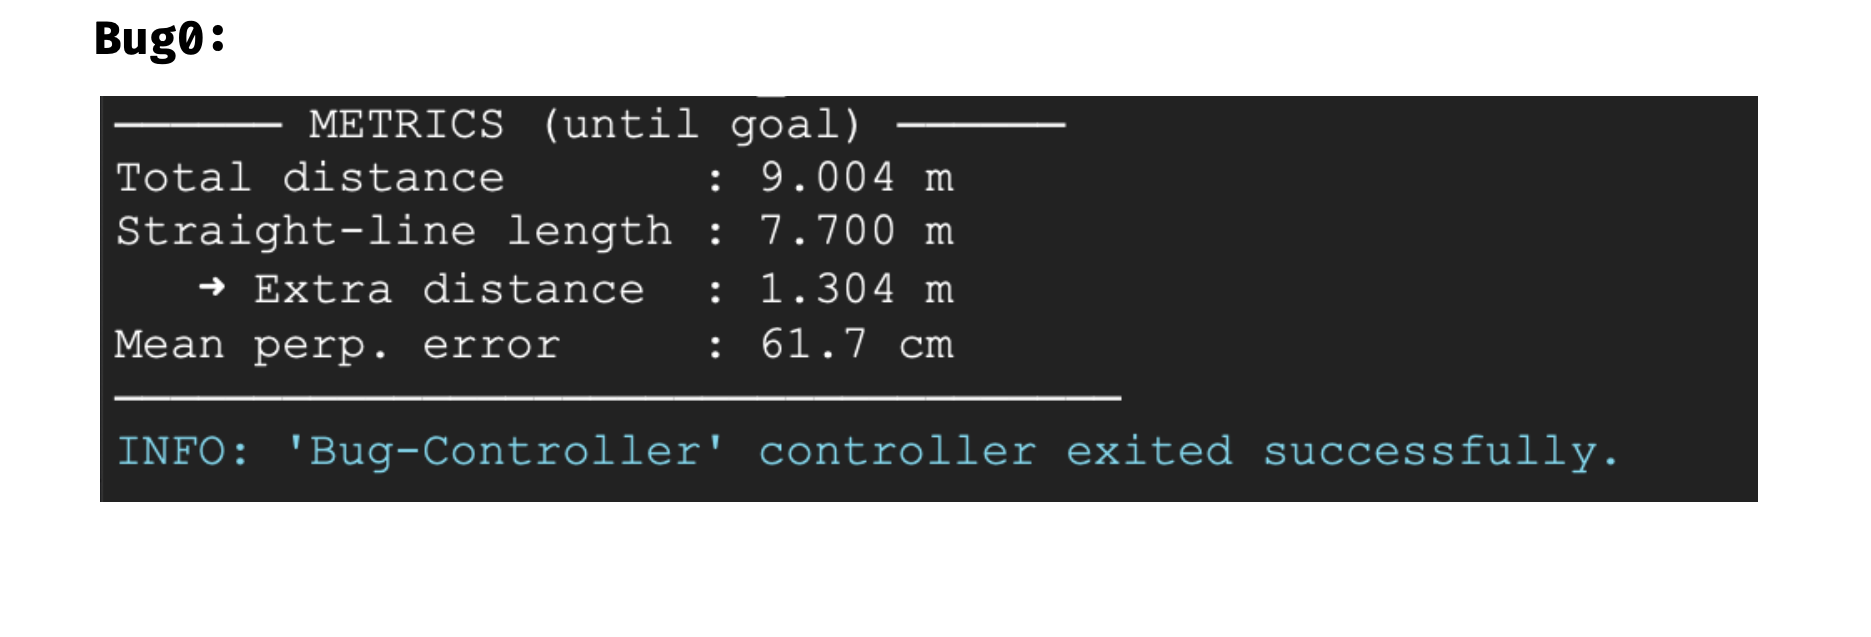 Bug0:
────── METRICS (until goal) ──────
Total distance       : 9.004 m
Straight-line length : 7.700 m
   ➜ Extra distance  : 1.304 m
Mean perp. error     : 61.7 cm
────────────────────────────────────
INFO: 'Bug-Controller' controller exited successfully.